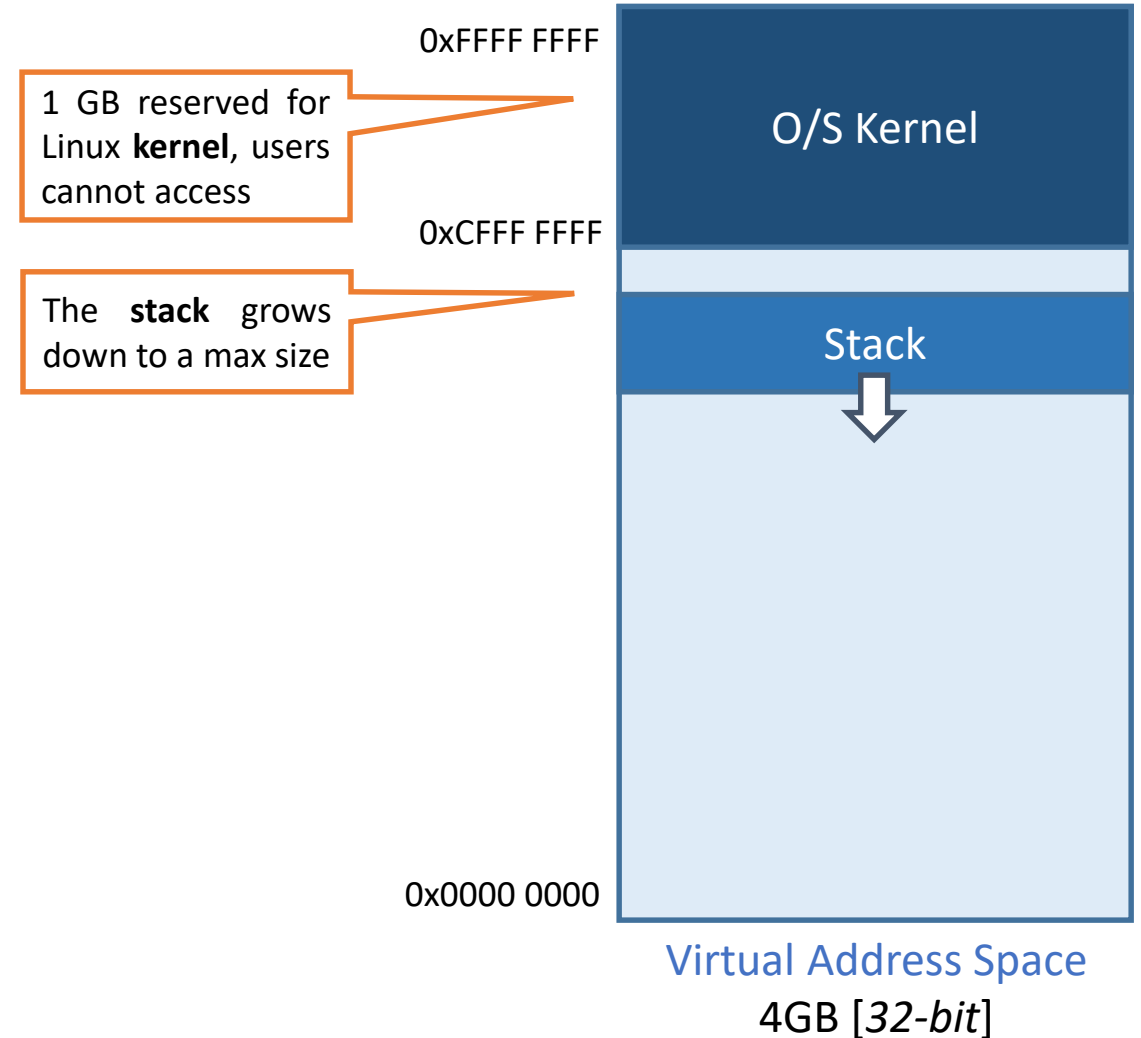 0xFFFF FFFF
1 GB reserved for
Linux kernel, users
cannot access
O/S Kernel
0xCFFF FFFF
The stack grows
down to a max size
Stack
0x0000 0000
Virtual Address Space
4GB [32-bit]